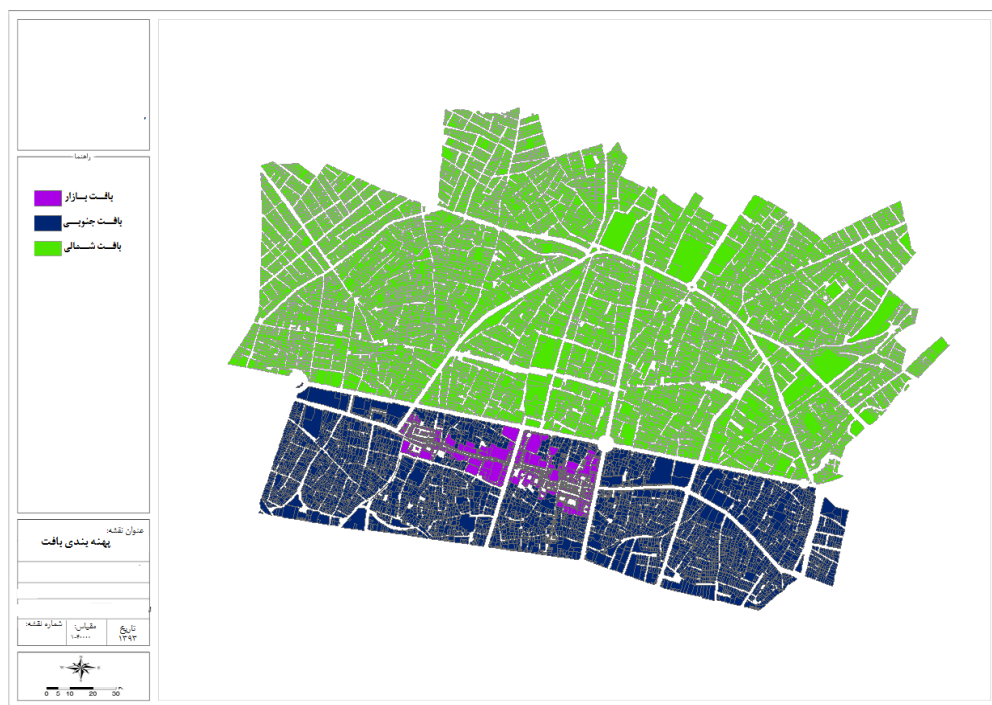 راهنما
بافت بازار
بافت جنوبی
بافت شمالی
عنوان نقشه:
پهنه بندی بافت
شماره نقشه:
مقیاس:
تاریخ
۱۳۹۳
0 5 10 20 30